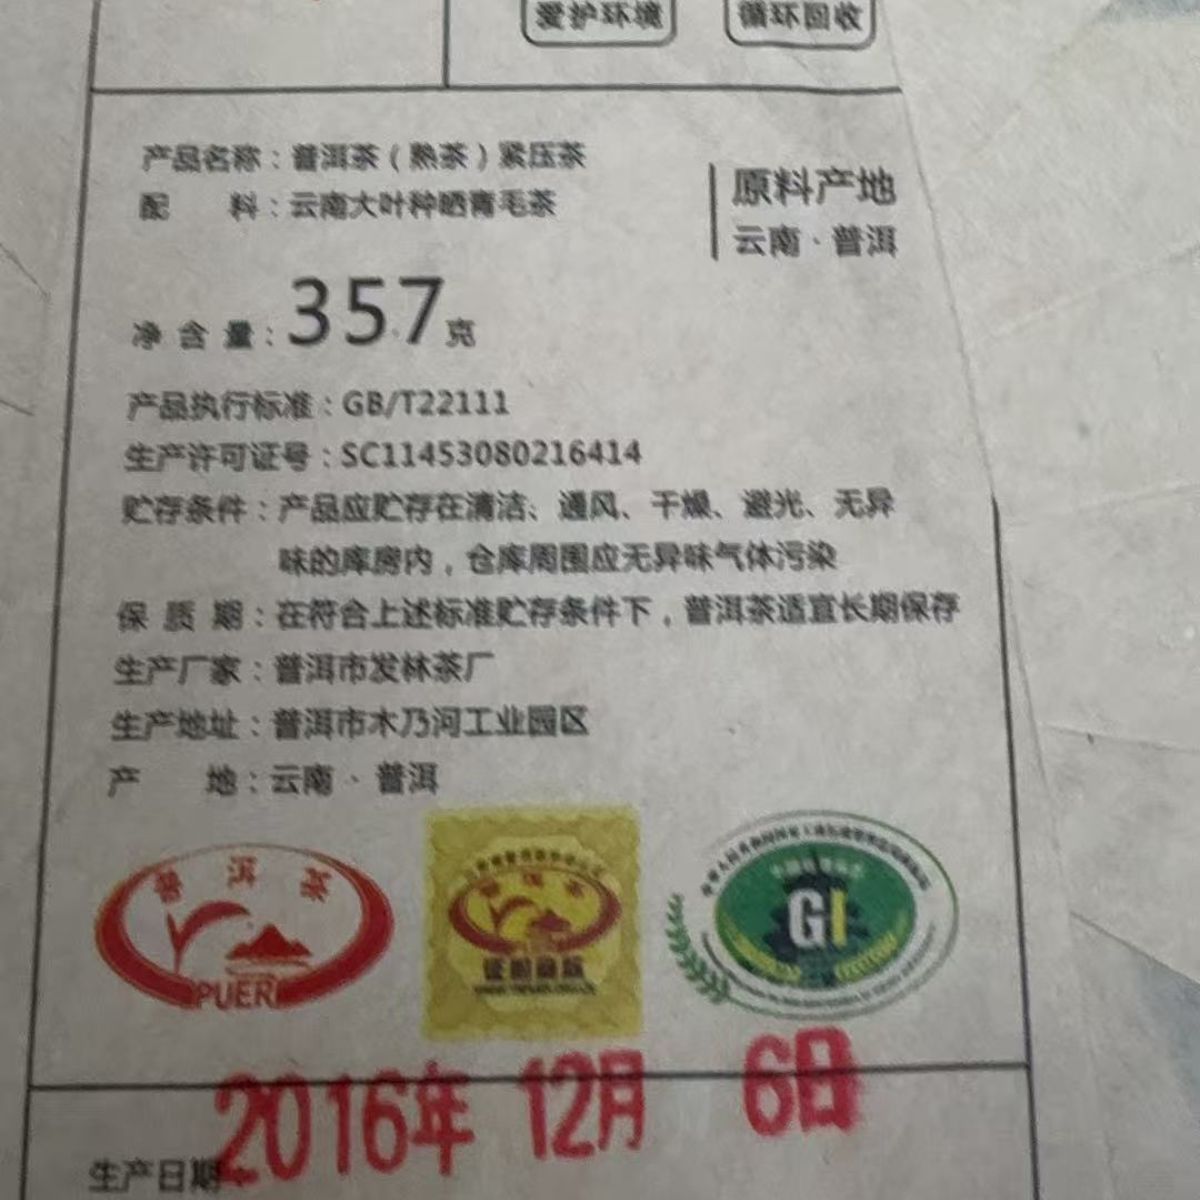 爱护环境
循环回收
产品名称：普洱茶（熟茶）紧压茶
配 料：云南大叶种晒青毛茶
原料产地
云南·普洱
净含量：357克
产品执行标准：GB/T22111
生产许可证号：SC11453080216414
贮存条件：产品应贮存在清洁、通风、干燥、避光、无异
味的库房内，仓库周围应无异味气体污染
保质期：在符合上述标准贮存条件下，普洱茶适宜长期保存
生产厂家：普洱市发林茶厂
生产地址：普洱市木乃河工业园区
产 地：云南、普洱
普洱茶
PUER
普洱茶
证明商标
GI
2016年 12月 6日
生产日期：